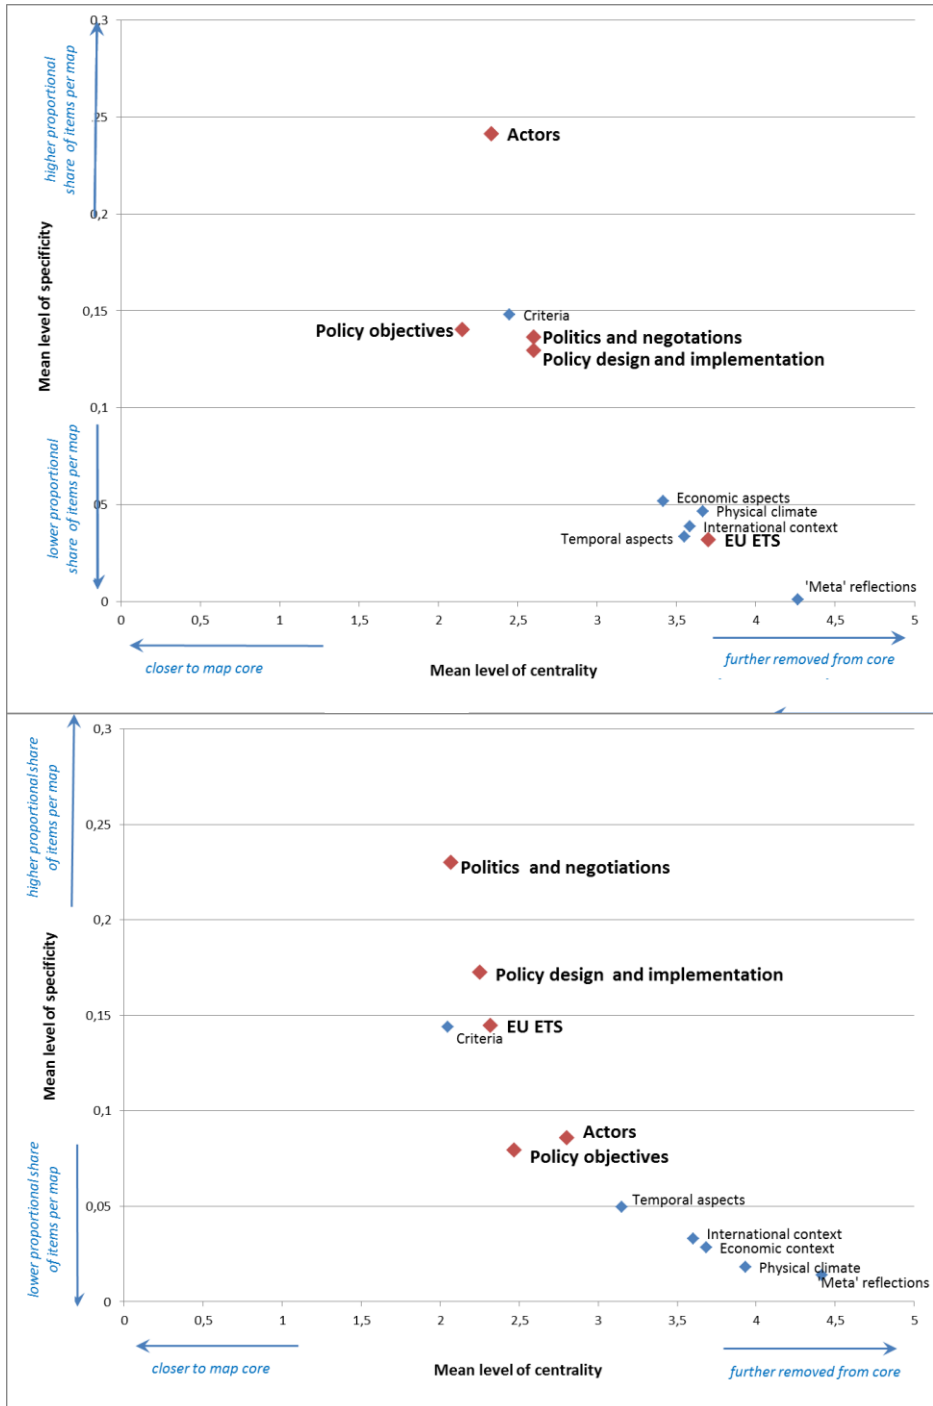 0,3
higher proportional
share of items per map
25
Actors
0,2
Mean level of specificity
0,15
Criteria
Policy objectives
Politics and negotations
Policy design and implementation
0,1
lower proportional
share of items per map
05
Economic aspects
Physical climate
International context
Temporal aspects
EU ETS
'Meta' reflections
0
0 0,5 1 1,5 2 2,5 3 3,5 4 4,5 5
closer to map core
Mean level of centrality
further removed from core
0,3
higher proportional share
of items per map
0,25
Politics and negotiations
0,2
Mean level of specificity
Policy design and implementation
0,15
EU ETS
Criteria
0,1
Actors
Policy objectives
lower proportional share
of items per map
0,05
Temporal aspects
International context
Economic context
Physical climate
Meta' reflections
0
0 0,5 1 1,5 2 2,5 3 3,5 4 4,5 5
closer to map core
Mean level of centrality
further removed from core